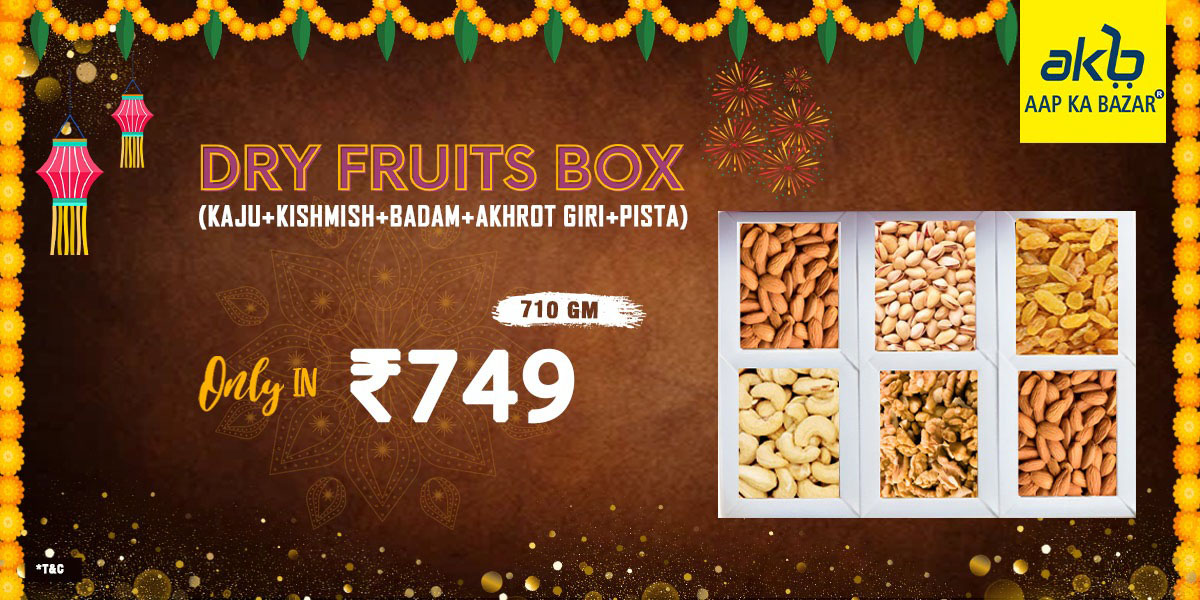 akb
AAP KA BAZAR®
DRY FRUITS BOX
(KAJU+KISHMISH+BADAM+AKHROT GIRI+PISTA)
710 GM
Only IN ₹749
*T&C